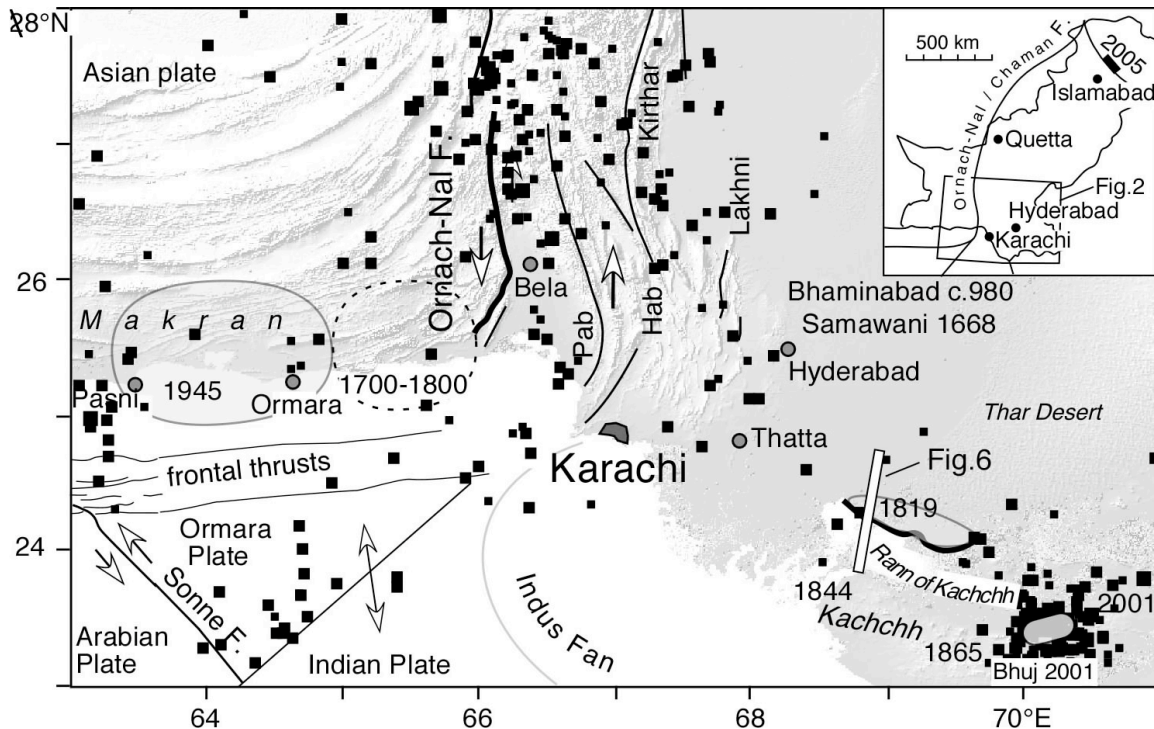 28°N
Asian plate
Ornach-Nal F.
Kirthar
Lakhni
500 km
Ornach-Nal / Chaman F.
2005
Islamabad
Quetta
Fig.2
Hyderabad
Karachi
26
Bela
Pab
Hab
Bhaminabad c.980
Samawani 1668
Hyderabad
Makran
1945
Pasni
Ormara
1700-1800
Thatta
Thar Desert
frontal thrusts
Karachi
Fig.6
1819
Ormara
Plate
24
Sonne F.
Rann of Kachchh
1844
Kachchh
2001
Arabian
Plate
Indian Plate
Indus Fan
1865
Bhuj 2001
64
66
68
70°E